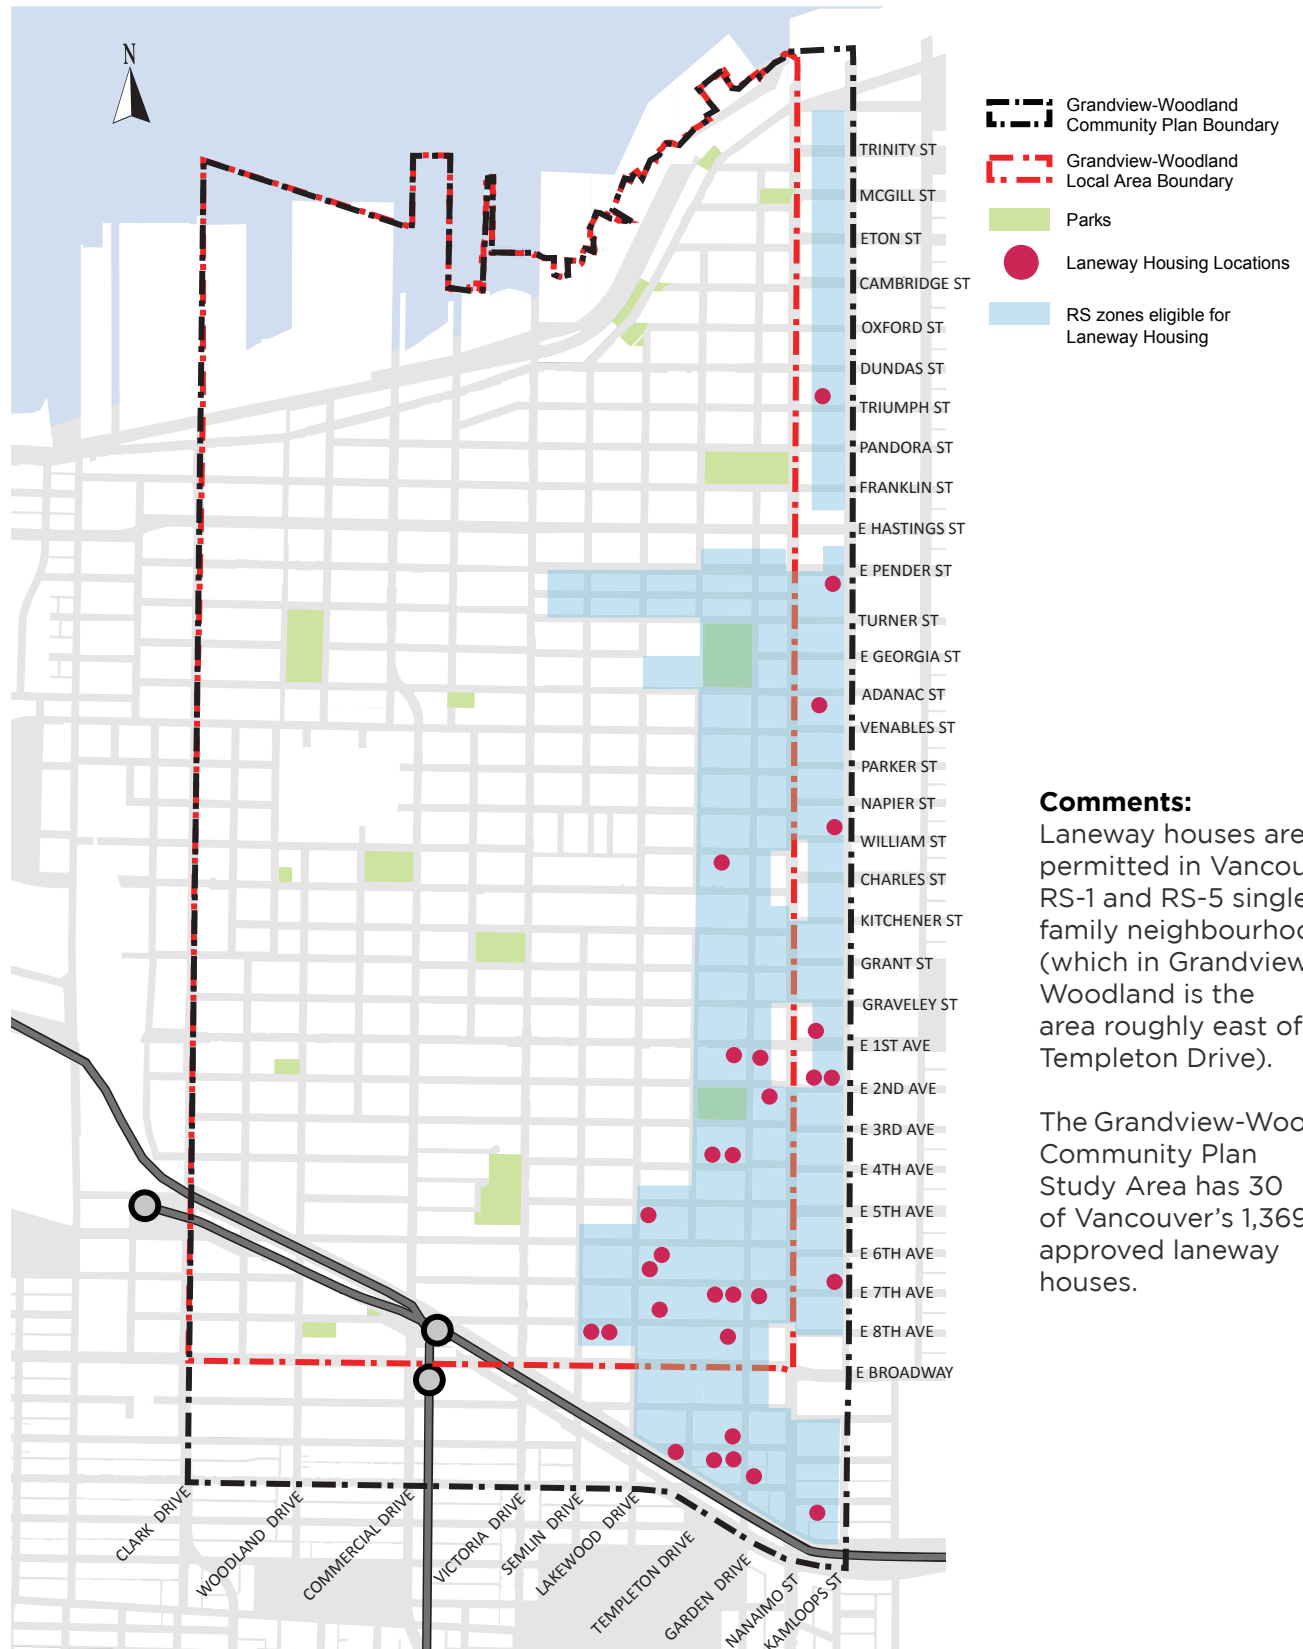 N
Grandview-Woodland
Community Plan Boundary
Grandview-Woodland
Local Area Boundary
Parks
Laneway Housing Locations
RS zones eligible for
Laneway Housing
TRINITY ST
MCGILL ST
ETON ST
CAMBRIDGE ST
OXFORD ST
DUNDAS ST
TRIUMPH ST
PANDORA ST
FRANKLIN ST
E HASTINGS ST
E PENDER ST
TURNER ST
E GEORGIA ST
ADANAC ST
VENABLES ST
PARKER ST
NAPIER ST
WILLIAM ST
CHARLES ST
KITCHENER ST
GRANT ST
GRAVELEY ST
E 1ST AVE
E 2ND AVE
E 3RD AVE
E 4TH AVE
E 5TH AVE
E 6TH AVE
E 7TH AVE
E 8TH AVE
E BROADWAY
CLARK DRIVE
WOODLAND DRIVE
COMMERCIAL DRIVE
VICTORIA DRIVE
SEMLIN DRIVE
LAKEWOOD DRIVE
TEMPLETON DRIVE
GARDEN DRIVE
NANAIMO ST
KAMLOOPS ST
Comments:
Laneway houses are
permitted in Vancou
RS-1 and RS-5 single
family neighbourhoo
(which in Grandview
Woodland is the
area roughly east of
Templeton Drive).
The Grandview-Woo
Community Plan
Study Area has 30
of Vancouver's 1,369
approved laneway
houses.